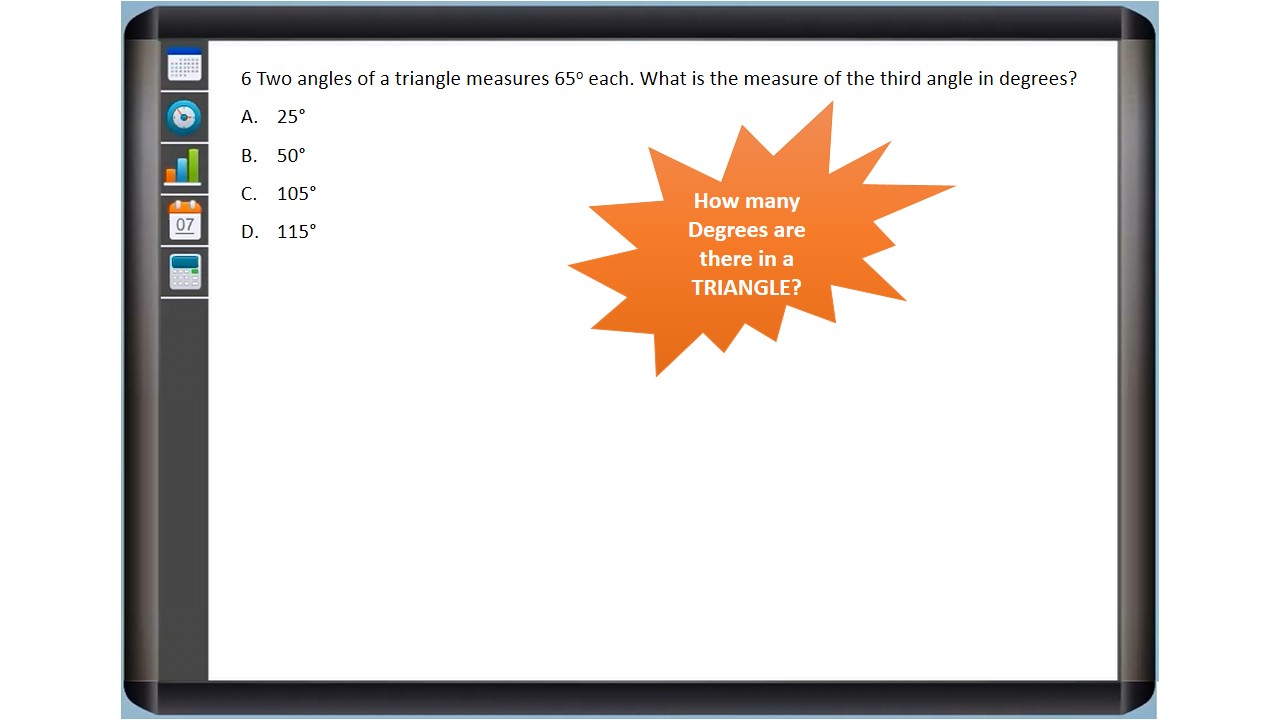 6 Two angles of a triangle measures 65º each. What is the measure of the third angle in degrees?
A. 25°
B. 50°
C. 105°
D. 115°
How many
Degrees are
there in a
TRIANGLE?
07